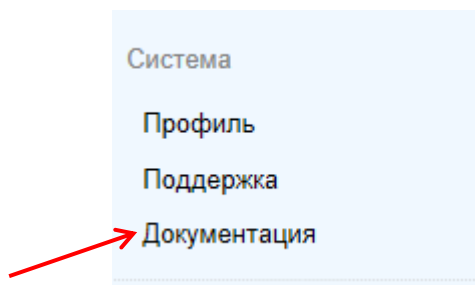 Система
Профиль
Поддержка
Документация